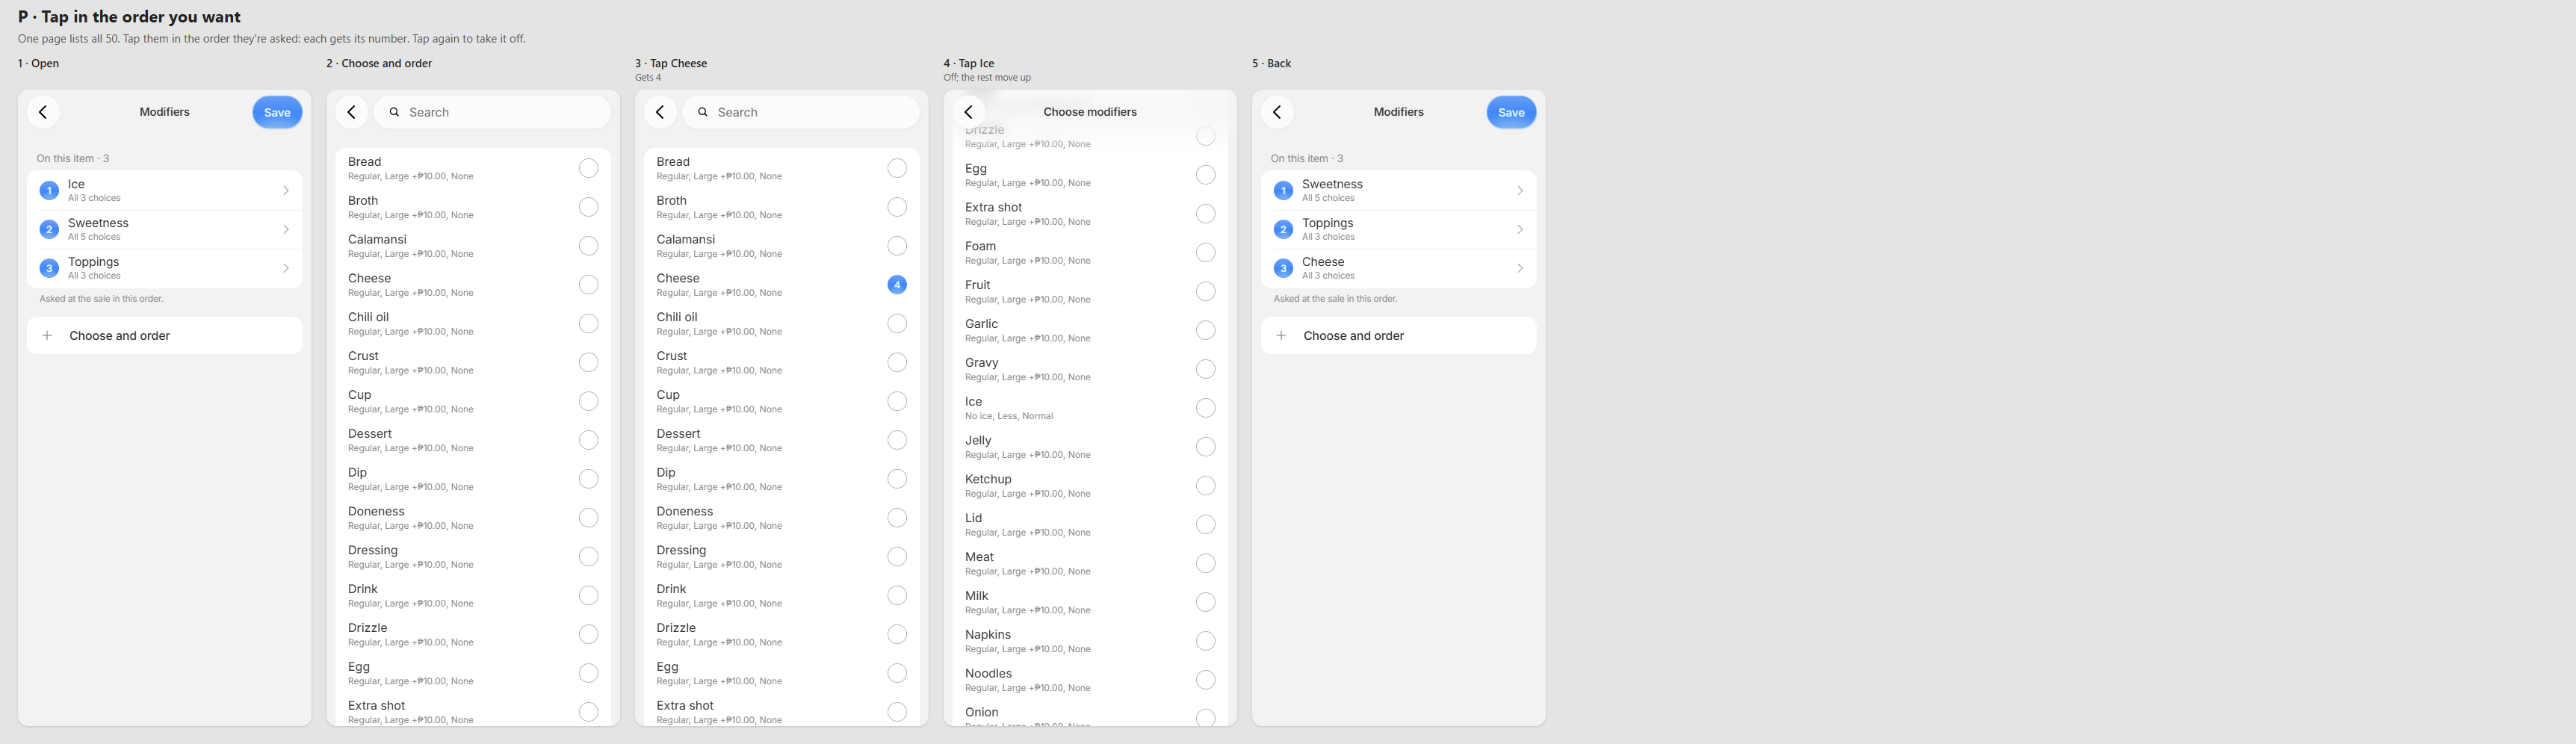 P · Tap in the order you want
One page lists all 50. Tap them in the order they're asked: each gets its number. Tap again to take it off.
1 · Open
Modifiers
Save
On this item · 3
1
Ice
All 3 choices
2
Sweetness
All 5 choices
3
Toppings
All 3 choices
Asked at the sale in this order.
+ Choose and order
2 · Choose and order
Search
Bread
Regular, Large +₱10.00, None
Broth
Regular, Large +₱10.00, None
Calamansi
Regular, Large +₱10.00, None
Cheese
Regular, Large +₱10.00, None
Chili oil
Regular, Large +₱10.00, None
Crust
Regular, Large +₱10.00, None
Cup
Regular, Large +₱10.00, None
Dessert
Regular, Large +₱10.00, None
Dip
Regular, Large +₱10.00, None
Doneness
Regular, Large +₱10.00, None
Dressing
Regular, Large +₱10.00, None
Drink
Regular, Large +₱10.00, None
Drizzle
Regular, Large +₱10.00, None
Egg
Regular, Large +₱10.00, None
Extra shot
Regular, Large +₱10.00, None
3 · Tap Cheese
Gets 4
Search
Bread
Regular, Large +₱10.00, None
Broth
Regular, Large +₱10.00, None
Calamansi
Regular, Large +₱10.00, None
Cheese
Regular, Large +₱10.00, None
4
Chili oil
Regular, Large +₱10.00, None
Crust
Regular, Large +₱10.00, None
Cup
Regular, Large +₱10.00, None
Dessert
Regular, Large +₱10.00, None
Dip
Regular, Large +₱10.00, None
Doneness
Regular, Large +₱10.00, None
Dressing
Regular, Large +₱10.00, None
Drink
Regular, Large +₱10.00, None
Drizzle
Regular, Large +₱10.00, None
Egg
Regular, Large +₱10.00, None
Extra shot
Regular, Large +₱10.00, None
4 · Tap Ice
Off; the rest move up
Choose modifiers
Drizzle
Regular, Large +₱10.00, None
Egg
Regular, Large +₱10.00, None
Extra shot
Regular, Large +₱10.00, None
Foam
Regular, Large +₱10.00, None
Fruit
Regular, Large +₱10.00, None
Garlic
Regular, Large +₱10.00, None
Gravy
Regular, Large +₱10.00, None
Ice
No ice, Less, Normal
Jelly
Regular, Large +₱10.00, None
Ketchup
Regular, Large +₱10.00, None
Lid
Regular, Large +₱10.00, None
Meat
Regular, Large +₱10.00, None
Milk
Regular, Large +₱10.00, None
Napkins
Regular, Large +₱10.00, None
Noodles
Regular, Large +₱10.00, None
Onion
5 · Back
Modifiers
Save
On this item · 3
1
Sweetness
All 5 choices
2
Toppings
All 3 choices
3
Cheese
All 3 choices
Asked at the sale in this order.
+ Choose and order